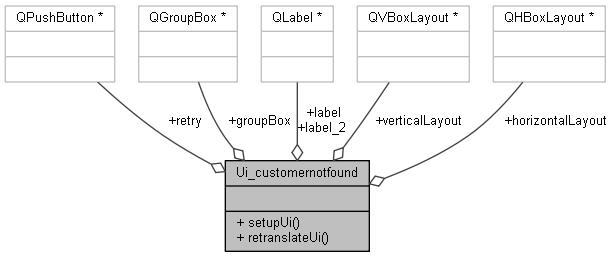 QPushButton *
QGroupBox *
QLabel *
QVBoxLayout *
QHBoxLayout *
+retry
+groupBox
+label
+label_2
+verticalLayout
+horizontalLayout
Ui_customernotfound
+ setupUi()
+ retranslateUi()